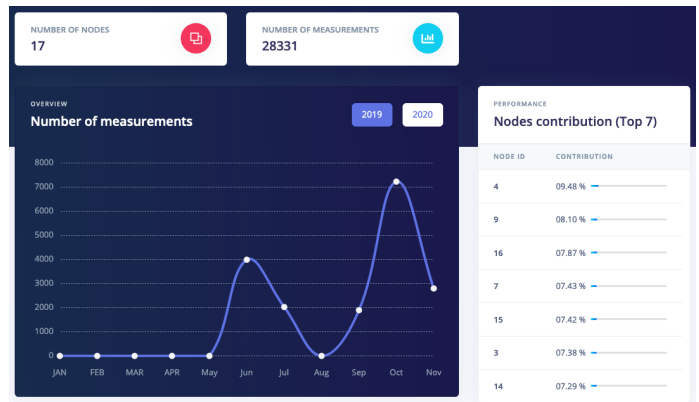 NUMBER OF NODES
17
NUMBER OF MEASUREMENTS
28331
OVERVIEW
Number of measurements
2019
2020
8000
7000
6000
5000
4000
3000
2000
1000
0
JAN FEB MAR APR May Jun Jul Aug Sep Oct Nov
PERFORMANCE
Nodes contribution (Top 7)
NODE ID CONTRIBUTION
4 09.48 %
9 08.10 %
16 07.87 %
7 07.43 %
15 07.42 %
3 07.38 %
14 07.29 %